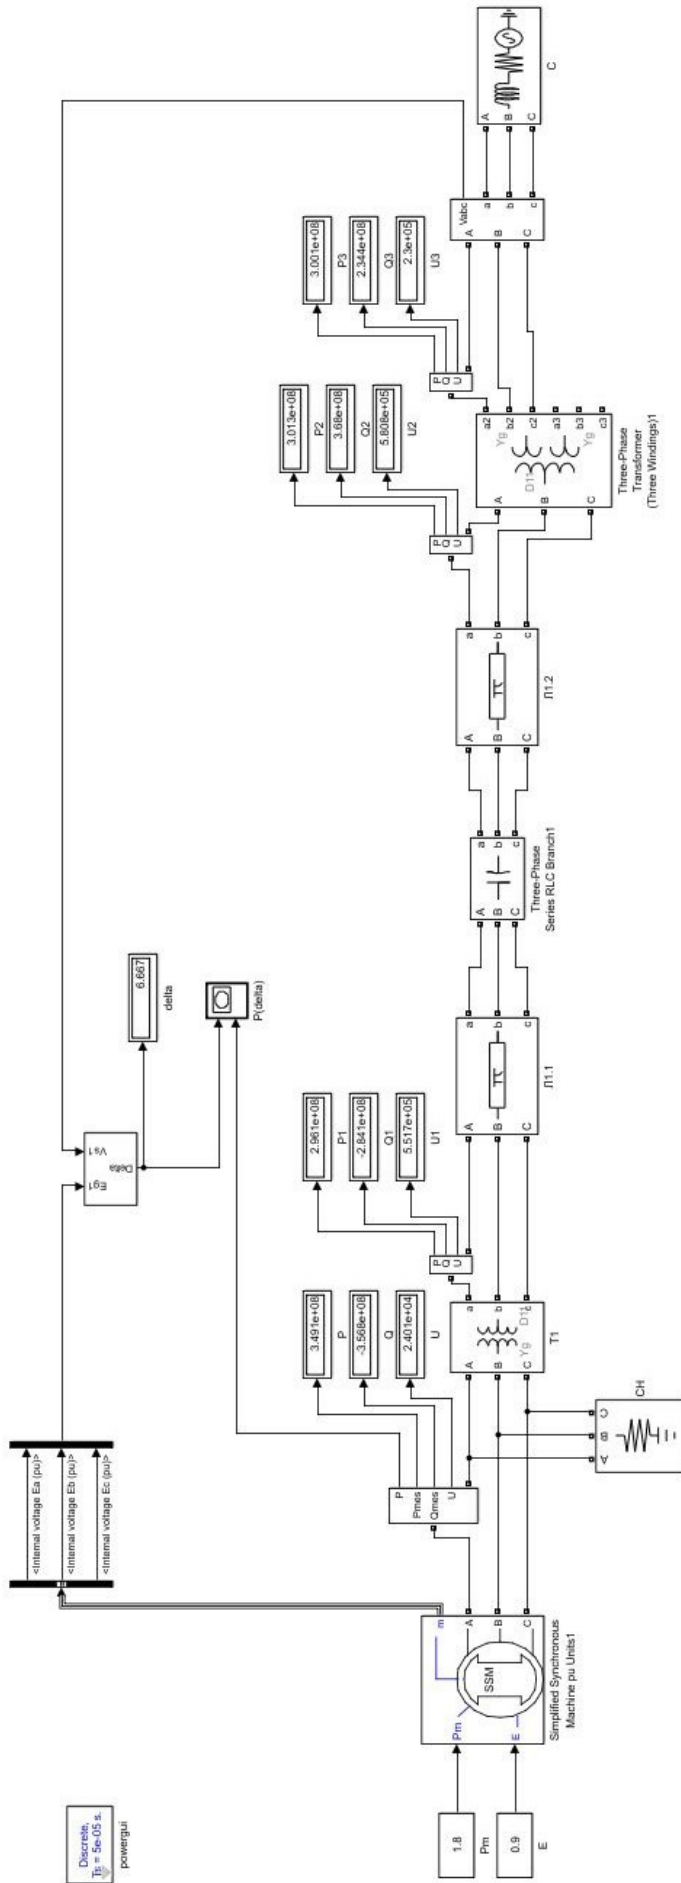 Discrete,
Ts = 5e-05 s.
powergui
1.8
Pm
0.9
E
Pm
E
SSM
m
A
B
C
Simplified Synchronous
Machine pu Units1
<Internal voltage Ea (pu)>
<Internal voltage Eb (pu)>
<Internal voltage Ec (pu)>
P
Pmes
Qmes
U
3.491e+08
P
-3.568e+08
Q
2.401e+04
U
A
B
C
CH
A
B
C
Yg
D11
a
b
c
T1
P
Q
U
2.961e+08
P1
-2.841e+08
Q1
5.517e+05
U1
Eg1
Vs1
Delta
6.667
delta
P(delta)
A
B
C
a
b
c
Л1.1
A
B
C
a
b
c
Three-Phase
Series RLC Branch1
A
B
C
a
b
c
Л1.2
P
Q
U
3.013e+08
P2
3.68e+08
Q2
5.808e+05
U2
A
B
C
D11
Yg
Yg
a2
b2
c2
a3
b3
c3
Three-Phase
Transformer
(Three Windings)1
P
Q
U
3.001e+08
P3
2.344e+08
Q3
2.3e+05
U3
Vabc
A
B
C
a
b
c
A
B
C
C